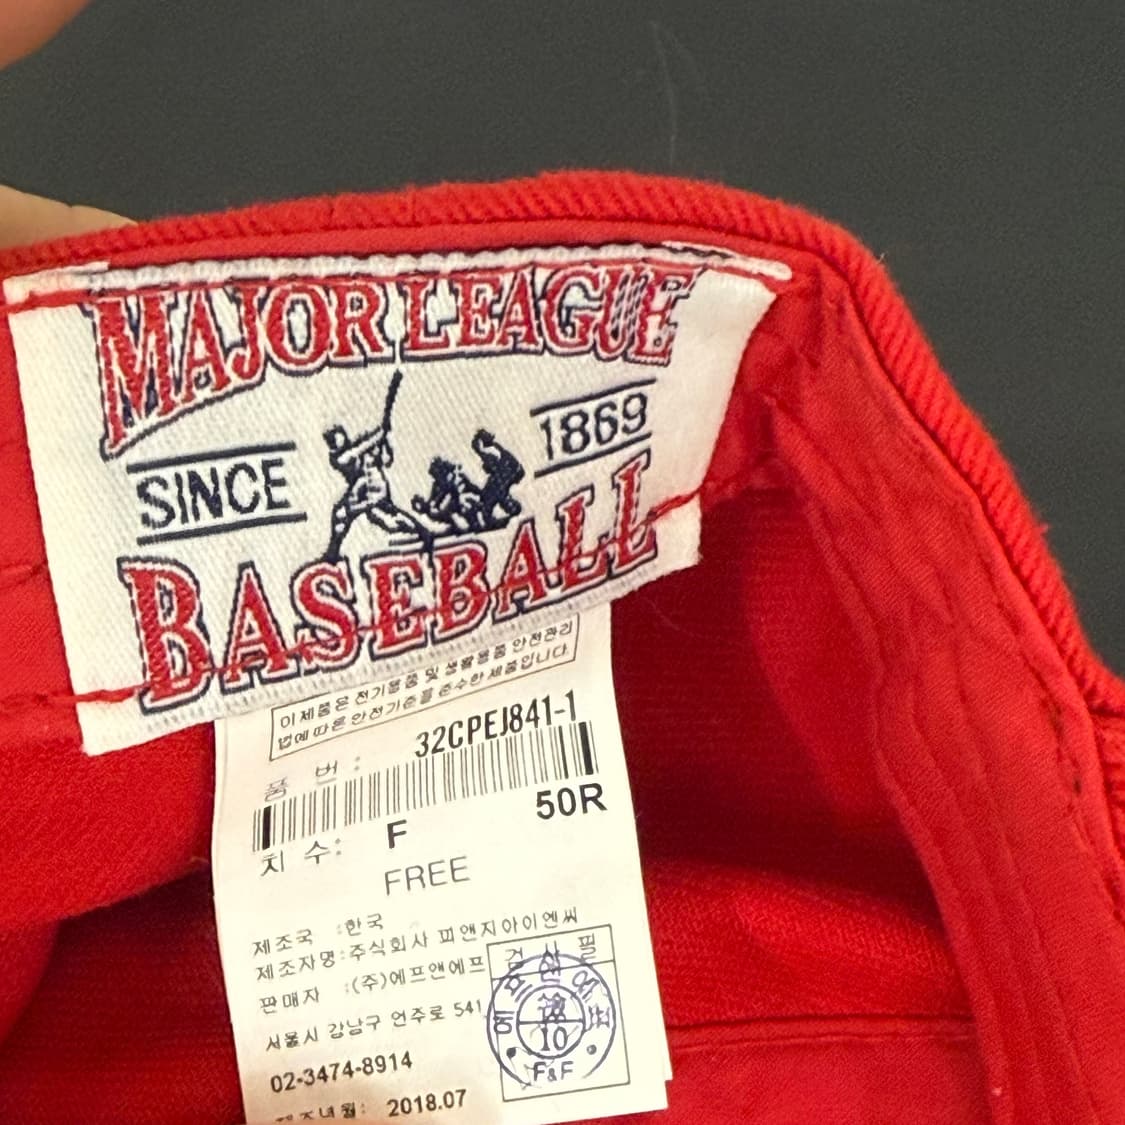 MAJOR LEAGUE
SINCE 1869
BASEBALL
이 제품은 전기용품 및 생활용품 안전관리
법에 따른 안전기준을 준수한 제품입니다.
품 번 : 32CPEJ841-1
50R
치 수: F
FREE
제조국 :한국
제조자명:주식회사 피앤지아이엔씨
판매자 :(주)에프앤에프
서울시 강남구 언주로 541
02-3474-8914
제조년월: 2018.07
검 사 필
10
F&F